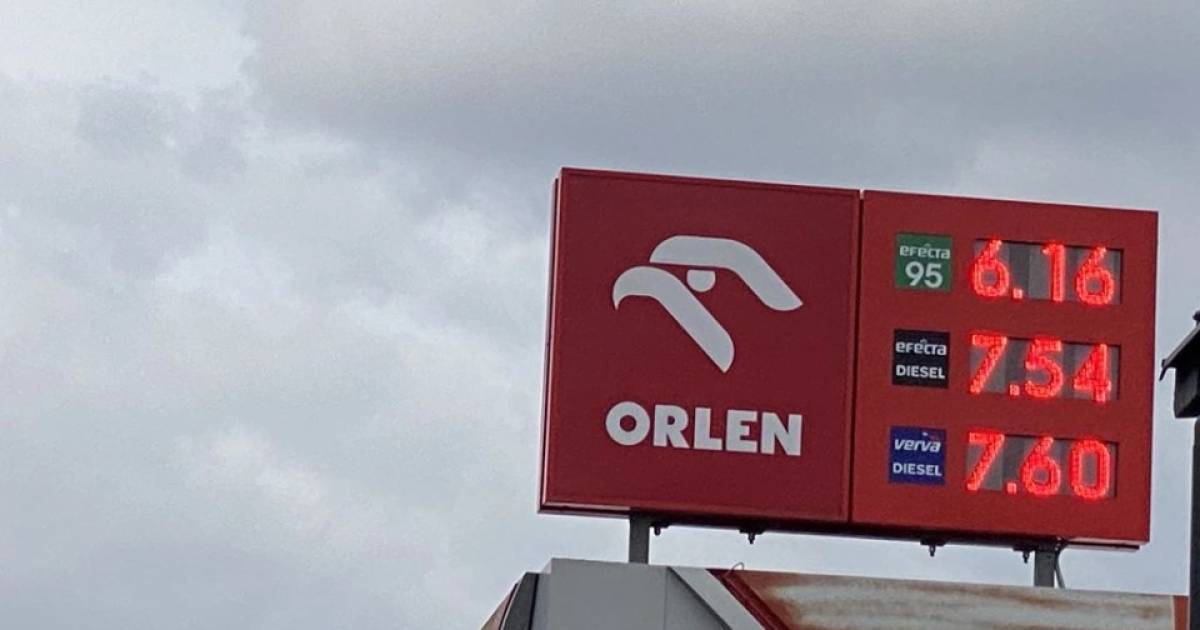 ORLEN
efecta
95
6.16
efecta
DIESEL
7.54
verva
DIESEL
7.60